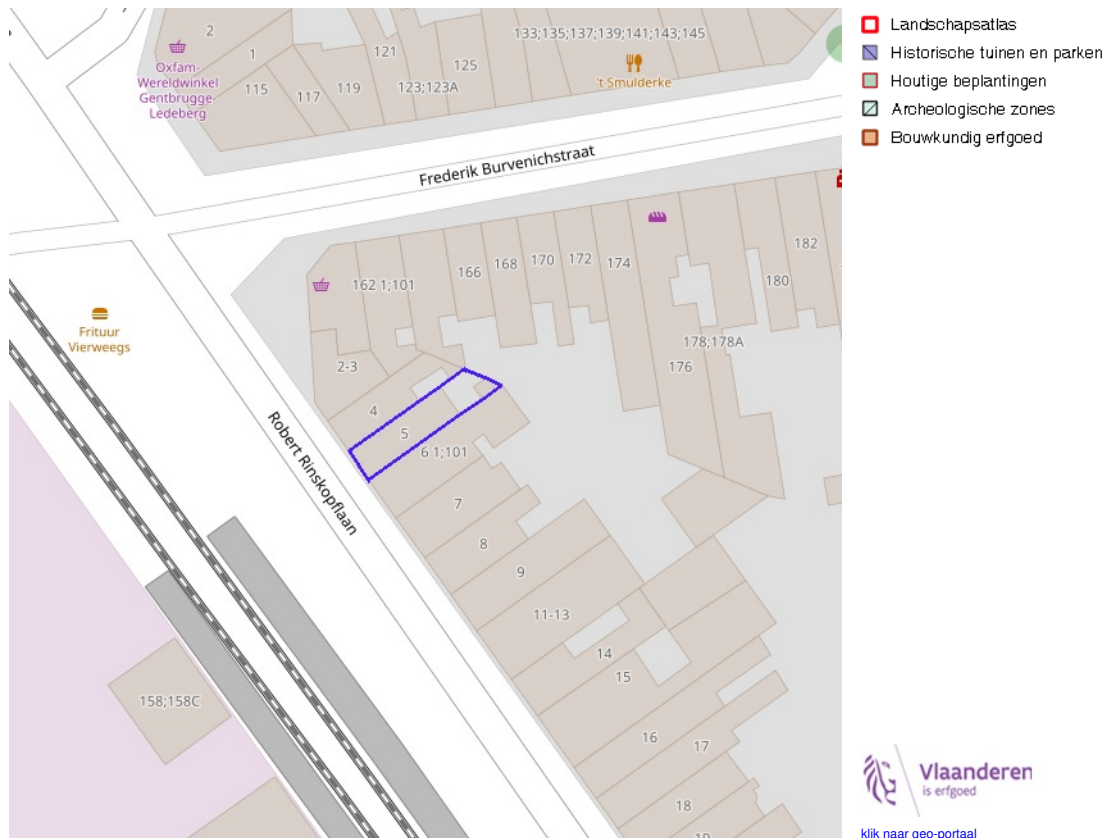 2
133;135;137;139;141;143;145
1
121
125
Oxfam-
Wereldwinkel
Gentbrugge-
Ledeberg
't Smulderke
115
117
119
123;123A
Frederik Burvenichstraat
162 1;101
166
168
170
172
174
182
180
Frituur
Vierweegs
2-3
178;178A
176
4
5
6 1;101
Robert Rinskopflaan
7
8
9
11-13
14
15
158;158C
16
17
18
19
Landschapsatlas
Historische tuinen en parken
Houtige beplantingen
Archeologische zones
Bouwkundig erfgoed
Vlaanderen
is erfgoed
klik naar geo-portaal